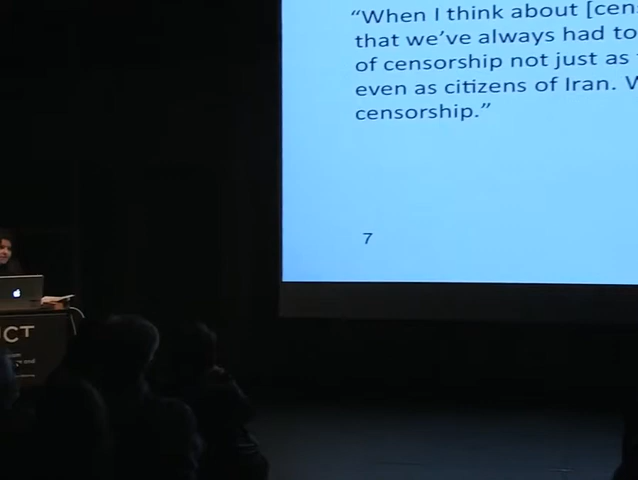 “When I think about [cen
that we’ve always had to
of censorship not just as
even as citizens of Iran. W
censorship.”
7
CT
and